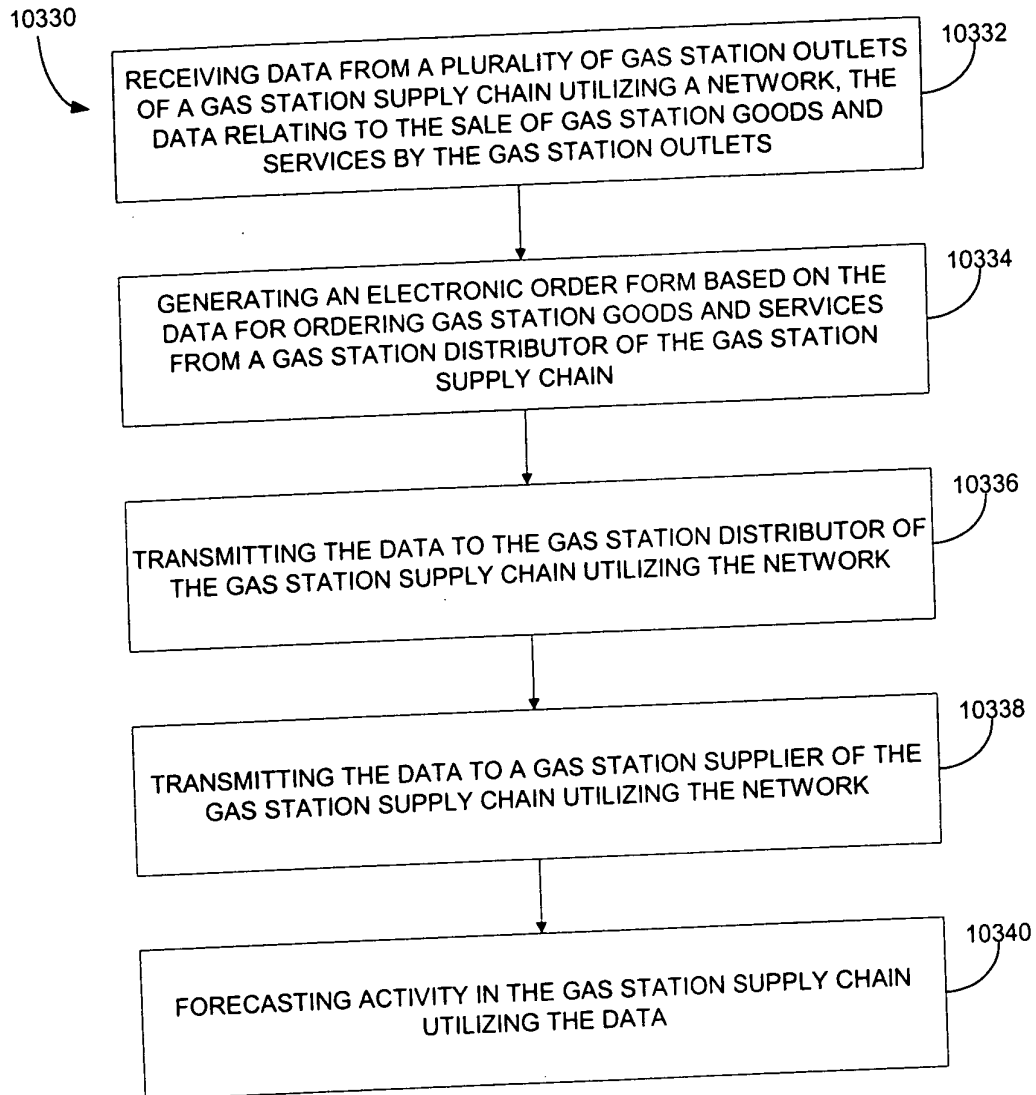 10330
10332
RECEIVING DATA FROM A PLURALITY OF GAS STATION OUTLETS
OF A GAS STATION SUPPLY CHAIN UTILIZING A NETWORK, THE
DATA RELATING TO THE SALE OF GAS STATION GOODS AND
SERVICES BY THE GAS STATION OUTLETS
10334
GENERATING AN ELECTRONIC ORDER FORM BASED ON THE
DATA FOR ORDERING GAS STATION GOODS AND SERVICES
FROM A GAS STATION DISTRIBUTOR OF THE GAS STATION
SUPPLY CHAIN
10336
TRANSMITTING THE DATA TO THE GAS STATION DISTRIBUTOR OF
THE GAS STATION SUPPLY CHAIN UTILIZING THE NETWORK
10338
TRANSMITTING THE DATA TO A GAS STATION SUPPLIER OF THE
GAS STATION SUPPLY CHAIN UTILIZING THE NETWORK
10340
FORECASTING ACTIVITY IN THE GAS STATION SUPPLY CHAIN
UTILIZING THE DATA